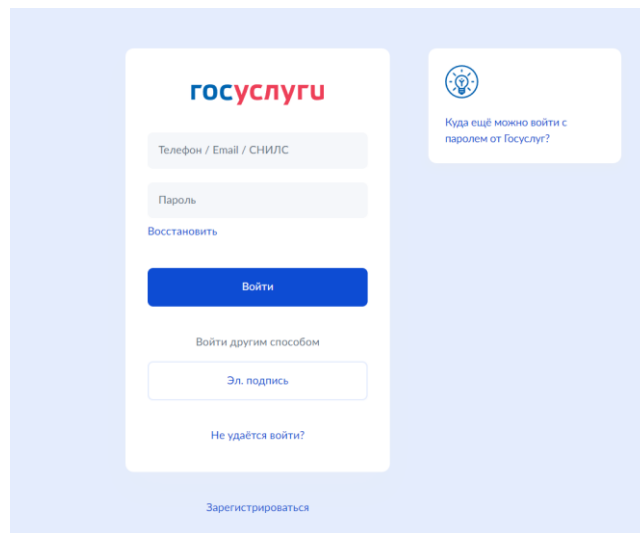 госуслуги
Телефон / Email / СНИЛС
Пароль
Восстановить
Войти
Войти другим способом
Эл. подпись
Не удаётся войти?
Зарегистрироваться
Куда ещё можно войти с
паролем от Госуслуг?